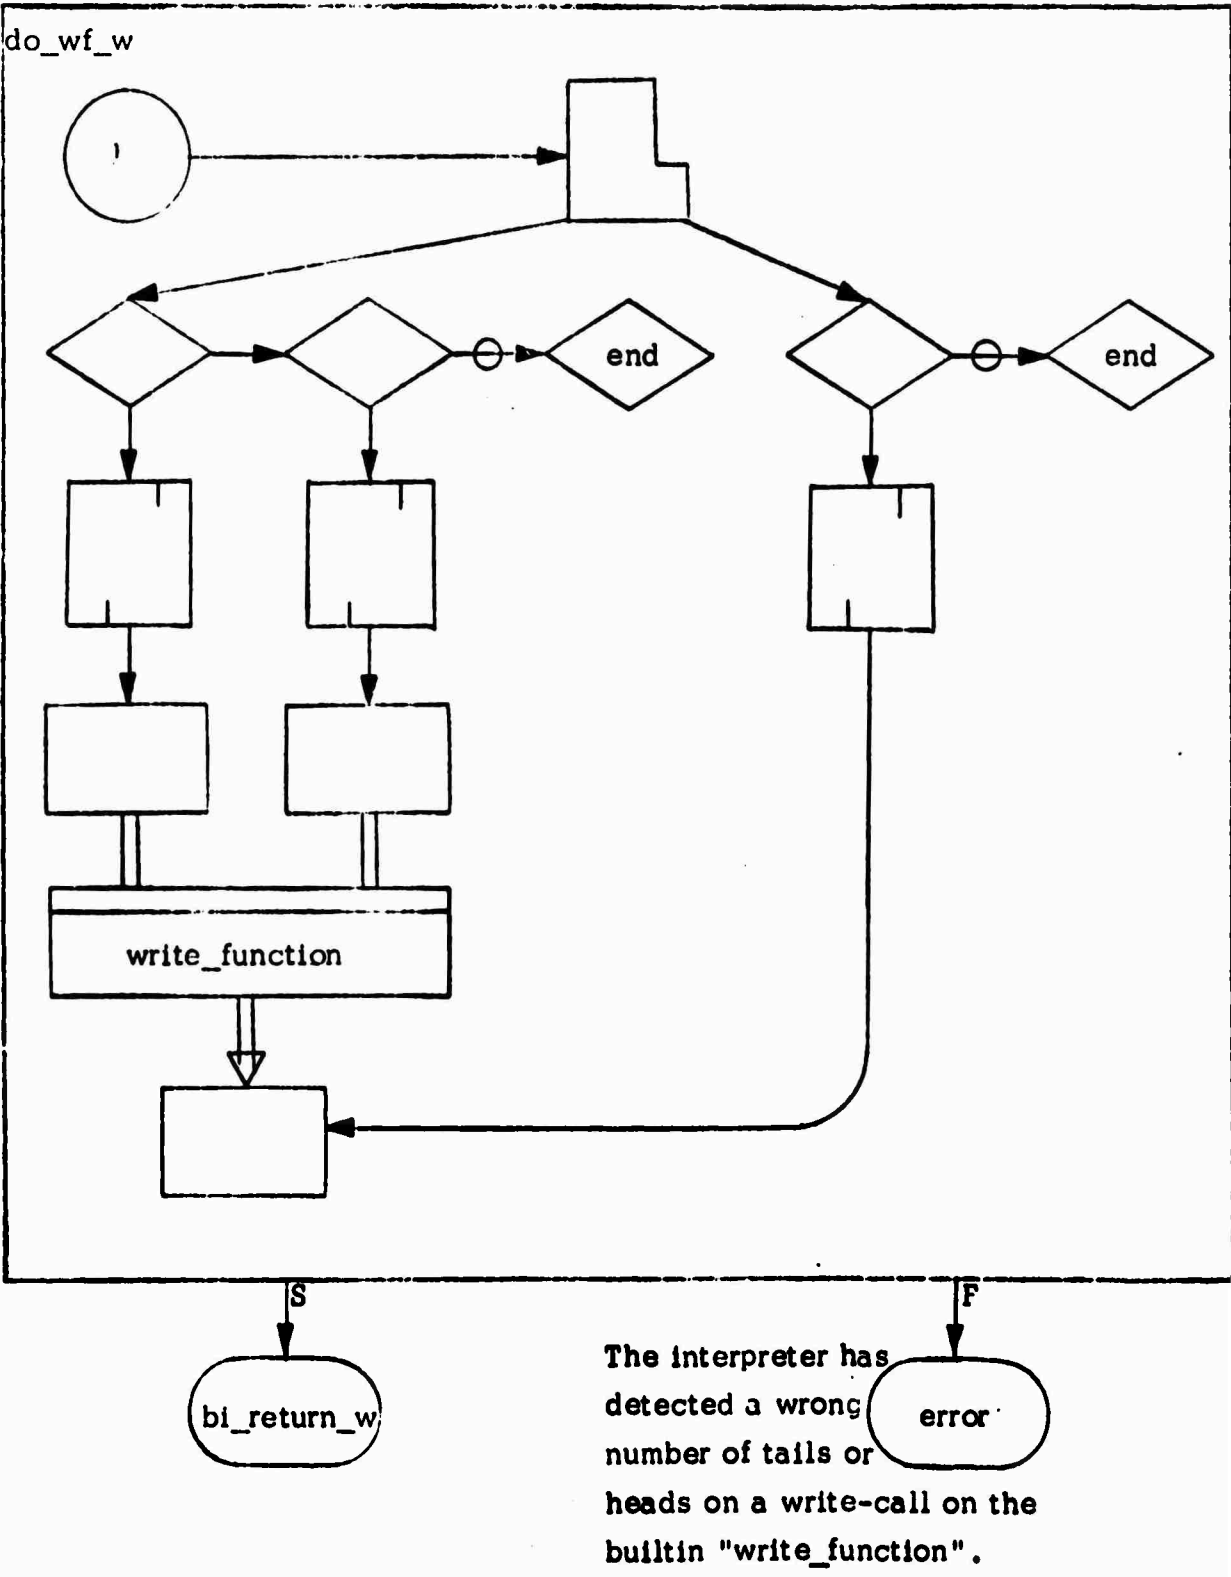 do_wf_w
end
end
write_function
S
F
bi_return_w
error
The interpreter has
detected a wrong
number of tails or
heads on a write-call on the
builtin "write_function".